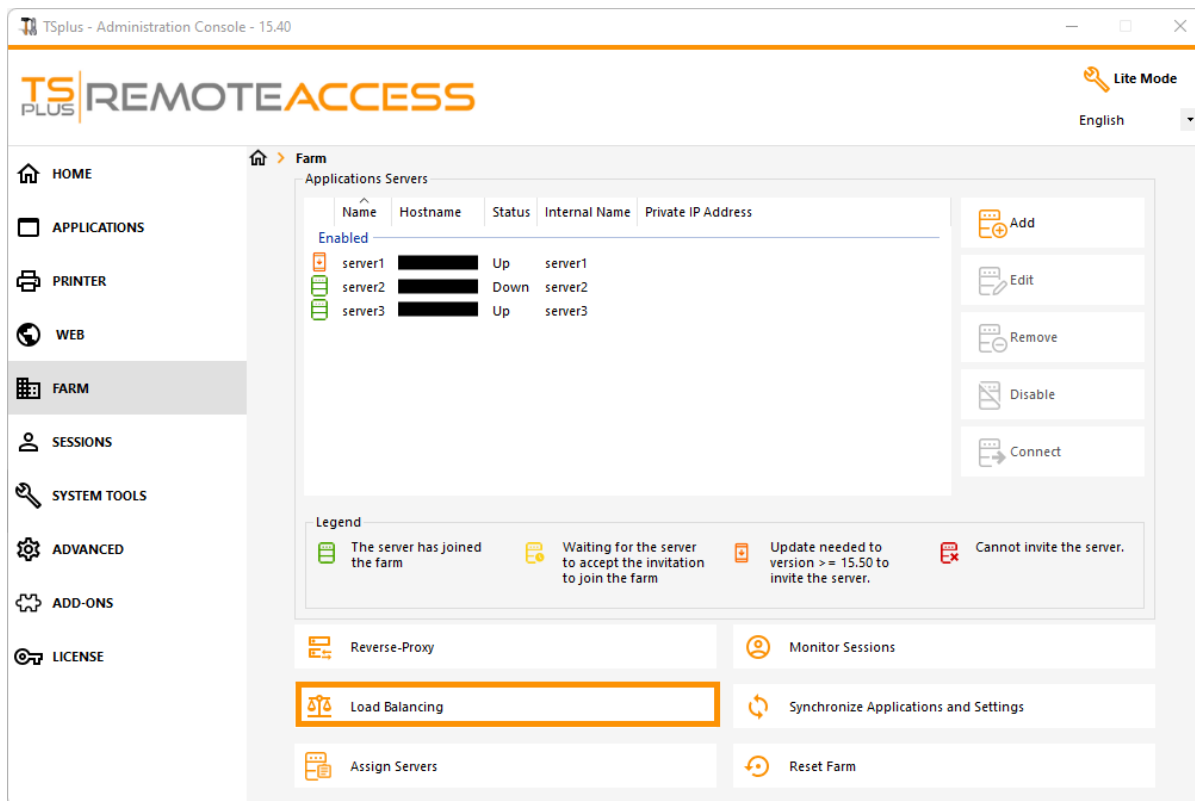 TSplus - Administration Console - 15.40
TS PLUS REMOTEACCESS
Lite Mode
English
HOME
APPLICATIONS
PRINTER
WEB
FARM
SESSIONS
SYSTEM TOOLS
ADVANCED
ADD-ONS
LICENSE
Farm
Applications Servers
Name Hostname Status Internal Name Private IP Address
Enabled
server1 Up server1
server2 Down server2
server3 Up server3
Add
Edit
Remove
Disable
Connect
Legend
The server has joined
the farm
Waiting for the server
to accept the invitation
to join the farm
Update needed to
version >= 15.50 to
invite the server.
Cannot invite the server.
Reverse-Proxy
Monitor Sessions
Load Balancing
Synchronize Applications and Settings
Assign Servers
Reset Farm